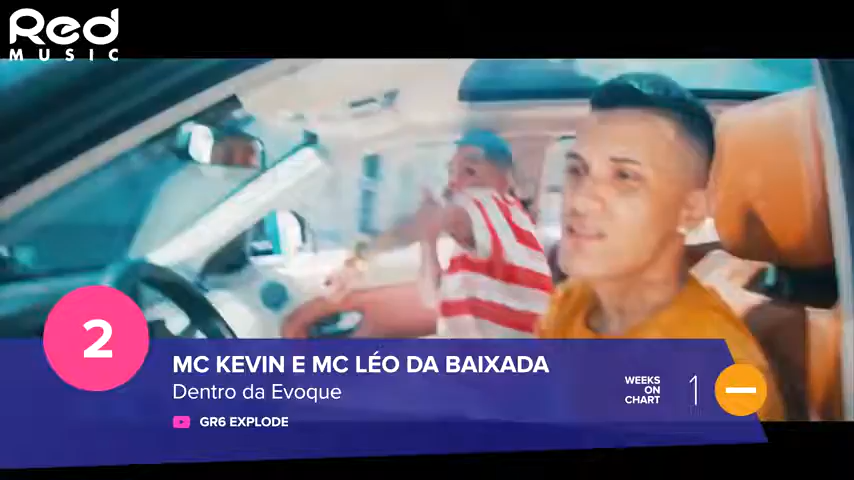 Red
MUSIC
2
MC KEVIN E MC LÉO DA BAIXADA
Dentro da Evoque
GR6 EXPLODE
WEEKS
ON
CHART
1